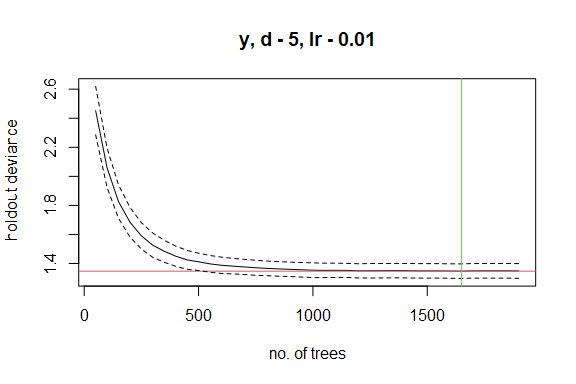 y, d - 5, lr - 0.01
holdout deviance
2.6
2.2
1.8
1.4
0
500
1000
1500
no. of trees